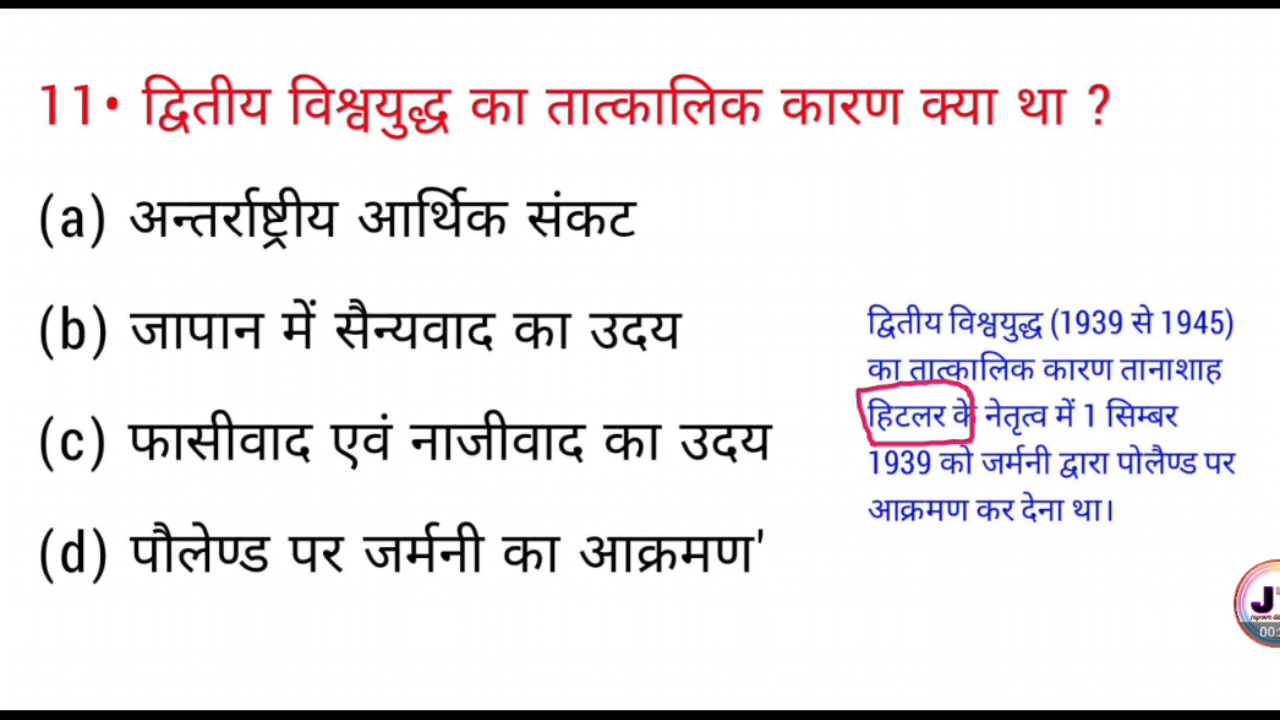 11• द्वितीय विश्वयुद्ध का तात्कालिक कारण क्या था ?
(a) अन्तर्राष्ट्रीय आर्थिक संकट
(b) जापान में सैन्यवाद का उदय
(c) फासीवाद एवं नाजीवाद का उदय
(d) पौलेण्ड पर जर्मनी का आक्रमण'
द्वितीय विश्वयुद्ध (1939 से 1945)
का तात्कालिक कारण तानाशाह
हिटलर के नेतृत्व में 1 सिम्बर
1939 को जर्मनी द्वारा पोलैण्ड पर
आक्रमण कर देना था।